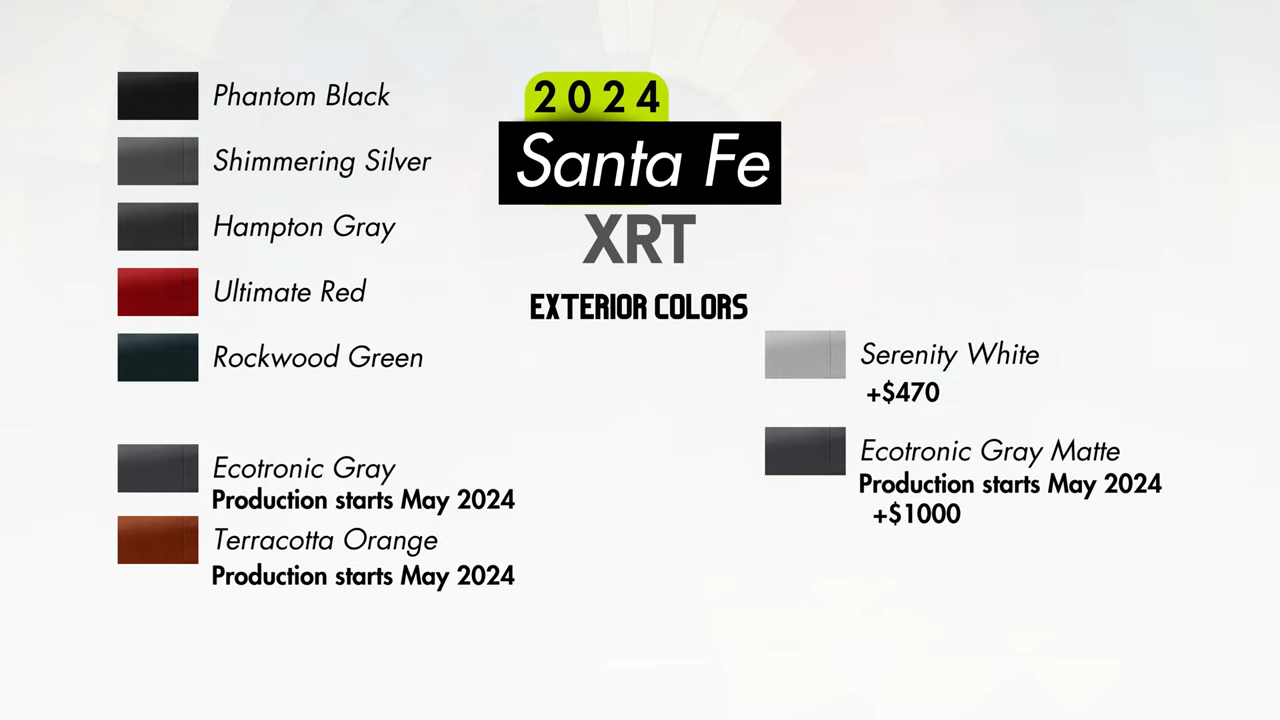 2024
Santa Fe
XRT
EXTERIOR COLORS
Phantom Black
Shimmering Silver
Hampton Gray
Ultimate Red
Rockwood Green
Ecotronic Gray
Production starts May 2024
Terracotta Orange
Production starts May 2024
Serenity White
+$470
Ecotronic Gray Matte
Production starts May 2024
+$1000